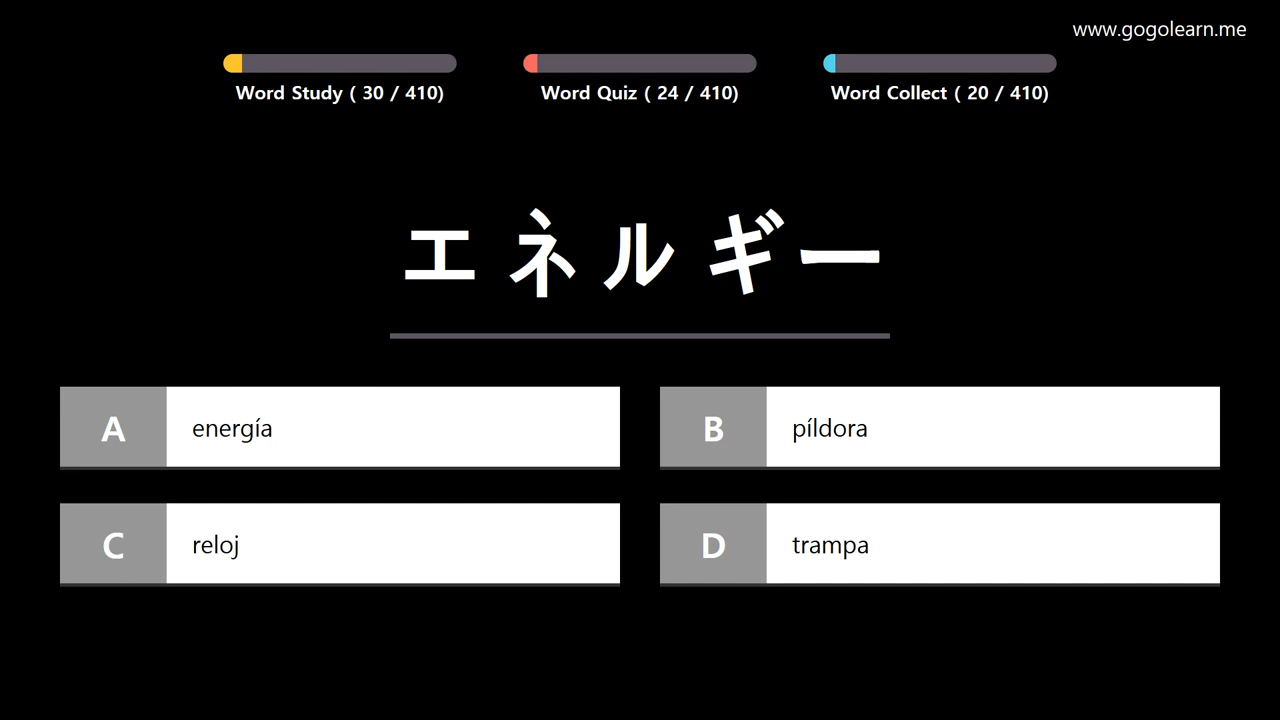 www.gogolearn.me
Word Study ( 30 / 410)
Word Quiz ( 24 / 410)
Word Collect ( 20 / 410)
エネルギー
A energía
B píldora
C reloj
D trampa